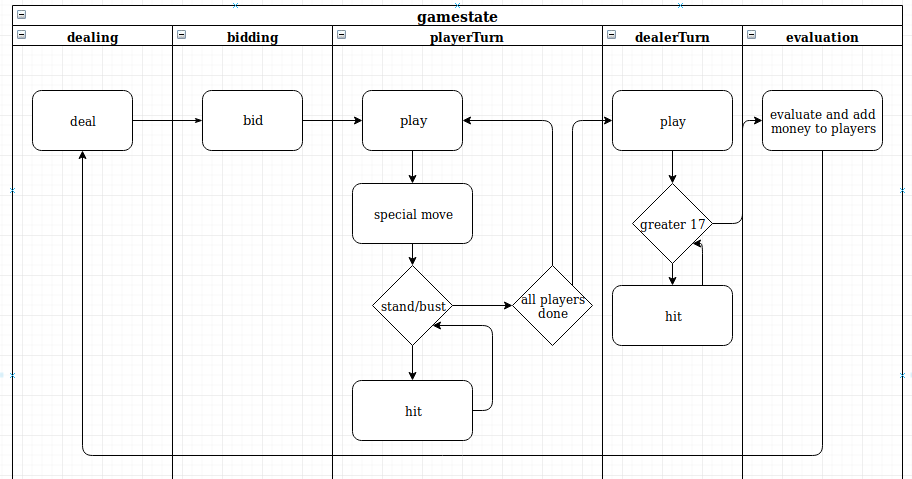 gamestate
dealing
bidding
playerTurn
dealerTurn
evaluation
deal
bid
play
special move
stand/bust
hit
all players
done
play
greater 17
hit
evaluate and add
money to players